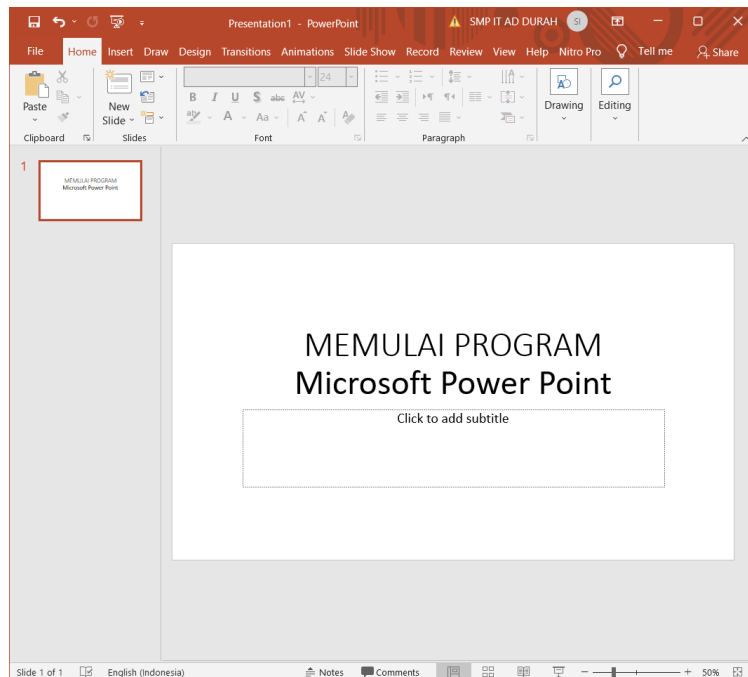 Presentation1 - PowerPoint
SMP IT AD DURAH
SI
File Home Insert Draw Design Transitions Animations Slide Show Record Review View Help Nitro Pro Tell me Share
Paste
New
Slide
24
B I U S abc AV
A Aa A A
Drawing
Editing
Clipboard
Slides
Font
Paragraph
1
MEMULAI PROGRAM
Microsoft Power Point
MEMULAI PROGRAM
Microsoft Power Point
Click to add subtitle
Slide 1 of 1
English (Indonesia)
Notes
Comments
50%